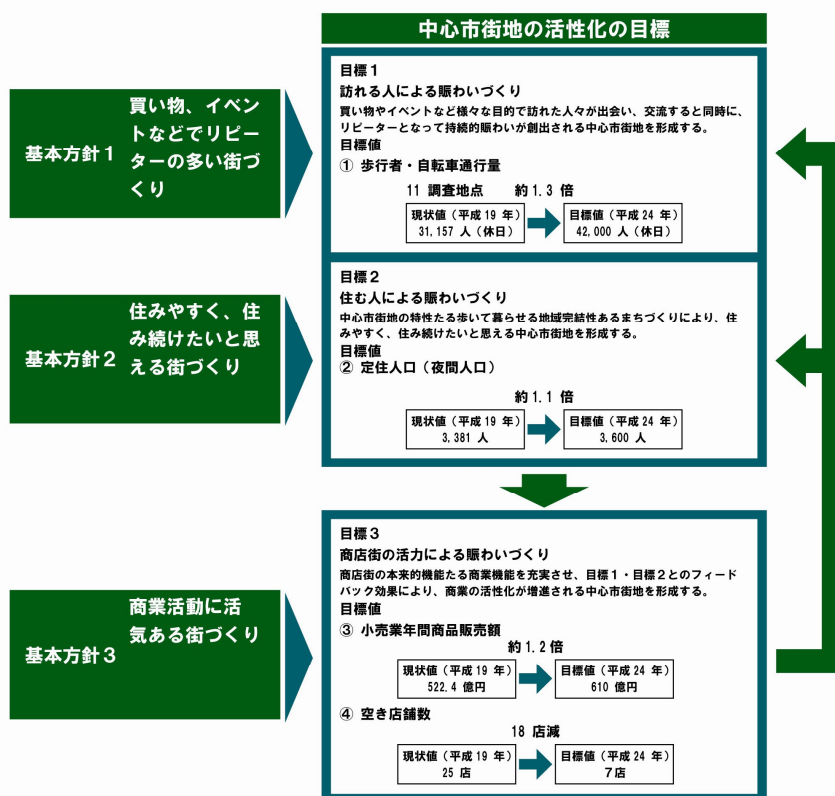 中心市街地の活性化の目標
基本方針1
買い物、イベン
トなどでリピー
ターの多い街づ
くり
目標1
訪れる人による賑わいづくり
買い物やイベントなど様々な目的で訪れた人々が出会い、交流すると同時に、
リピーターとなって持続的賑わいが創出される中心市街地を形成する。
目標値
① 歩行者・自転車通行量
11 調査地点 約1.3 倍
現状値（平成19 年）
31,157 人（休日）
目標値（平成24 年）
42,000 人（休日）
基本方針2
住みやすく、住
み続けたいと思
える街づくり
目標2
住む人による賑わいづくり
中心市街地の特性たる歩いて暮らせる地域完結性あるまちづくりにより、住
みやすく、住み続けたいと思える中心市街地を形成する。
目標値
② 定住人口（夜間人口）
約1.1 倍
現状値（平成19 年）
3,381 人
目標値（平成24 年）
3,600 人
基本方針3
商業活動に活
気ある街づくり
目標3
商店街の活力による賑わいづくり
商店街の本来的機能たる商業機能を充実させ、目標1・目標2とのフィード
バック効果により、商業の活性化が増進される中心市街地を形成する。
目標値
③ 小売業年間商品販売額
約1.2 倍
現状値（平成19 年）
522.4 億円
目標値（平成24 年）
610 億円
④ 空き店舗数
18 店減
現状値（平成19 年）
25 店
目標値（平成24 年）
7店